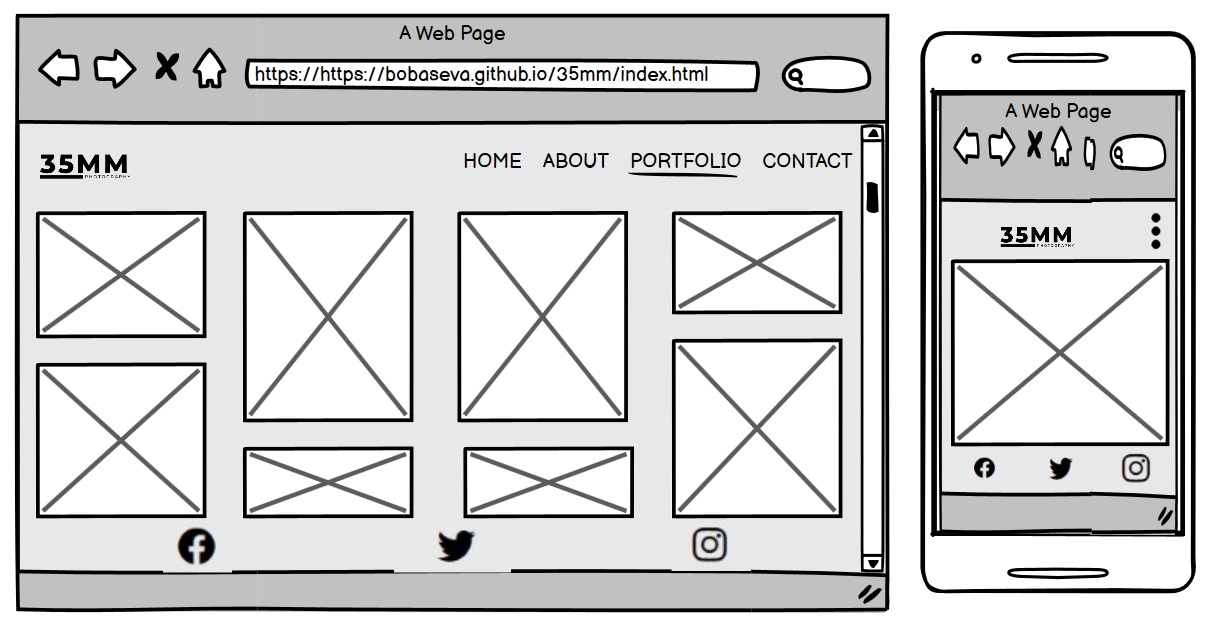 A Web Page
https://https://bobaseva.github.io/35mm/index.html
35MM
PHOTOGRAPHY
HOME ABOUT PORTFOLIO CONTACT
A Web Page
35MM
PHOTOGRAPHY